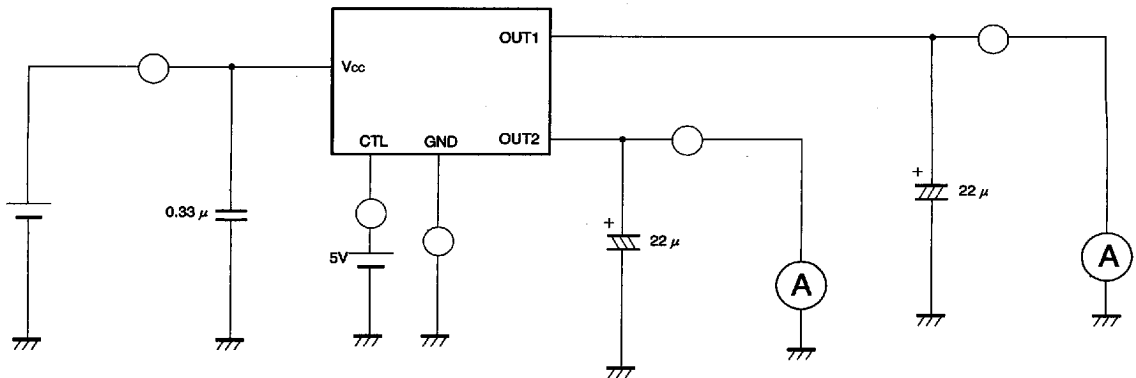 OUT1
Vcc
OUT2
CTL
GND
0.33 μ
5V
+
22 μ
+
22 μ
A
A